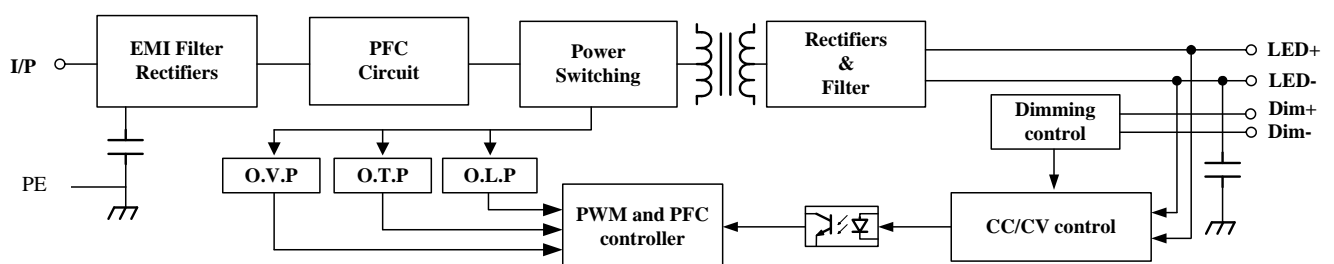 I/P
EMI Filter
Rectifiers
PFC
Circuit
Power
Switching
Rectifiers
&
Filter
LED+
LED-
Dimming
control
Dim+
Dim-
PE
O.V.P
O.T.P
O.L.P
PWM and PFC
controller
CC/CV control